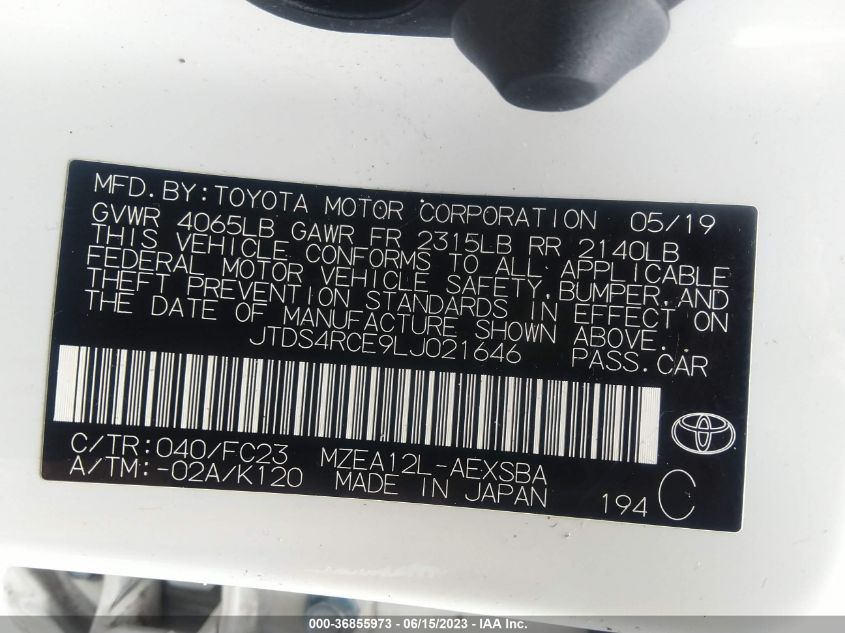 MFD.BY:TOYOTA MOTOR CORPORATION 05/19
GVWR 4065LB GAWR FR 2315LB RR 2140LB
THIS VEHICLE CONFORMS TO ALL APPLICABLE
FEDERAL MOTOR VEHICLE SAFETY,BUMPER,AND
THEFT PREVENTION STANDARDS IN EFFECT ON
THE DATE OF MANUFACTURE SHOWN ABOVE.
JTDS4RCE9LJ021646 PASS.CAR
C/TR:040/FC23 MZEA12L-AEXSBA
A/TM:-02A/K120 MADE IN JAPAN 194 C
000-36855973 - 06/15/2023 - IAA Inc.